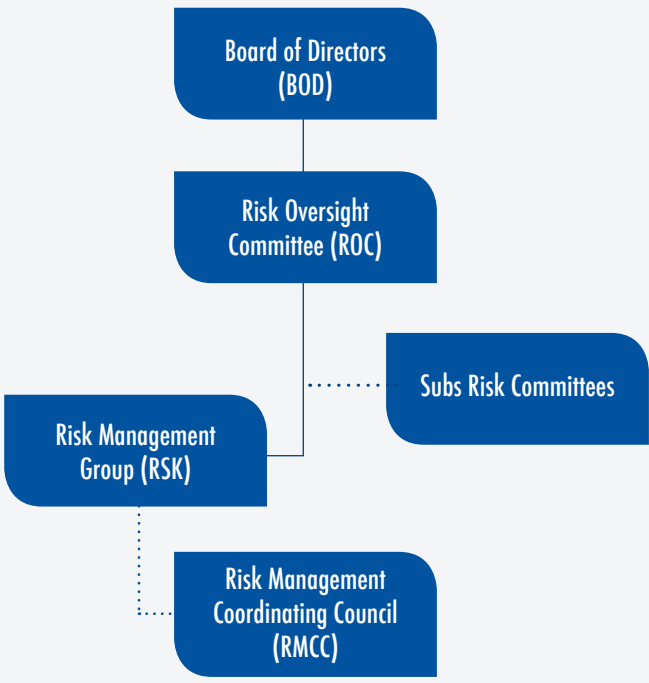 Board of Directors
(BOD)
Risk Oversight
Committee (ROC)
Subs Risk Committees
Risk Management
Group (RSK)
Risk Management
Coordinating Council
(RMCC)